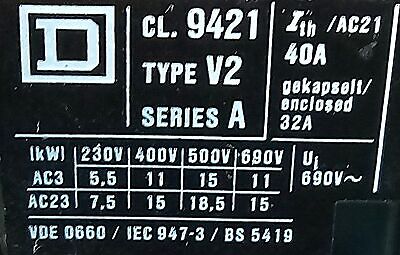 D
CL. 9421
TYPE V2
SERIES A
Ith /AC21
40A
gekapselt/
enclosed
32A
(kW) 230V 400V 500V 690V
AC3 5,5 11 15 11
AC23 7,5 15 18,5 15
Ui
690V~
VDE 0660 / IEC 947-3 / BS 5419